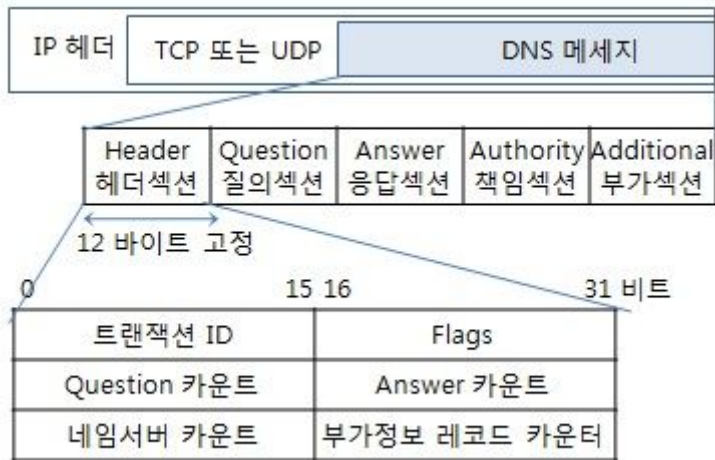 IP 헤더 TCP 또는 UDP DNS 메세지
Header Question Answer Authority Additional
헤더섹션 질의섹션 응답섹션 책임섹션 부가섹션
12 바이트 고정
0 15 16 31 비트
트랜잭션 ID Flags
Question 카운트 Answer 카운트
네임서버 카운트 부가정보 레코드 카운터